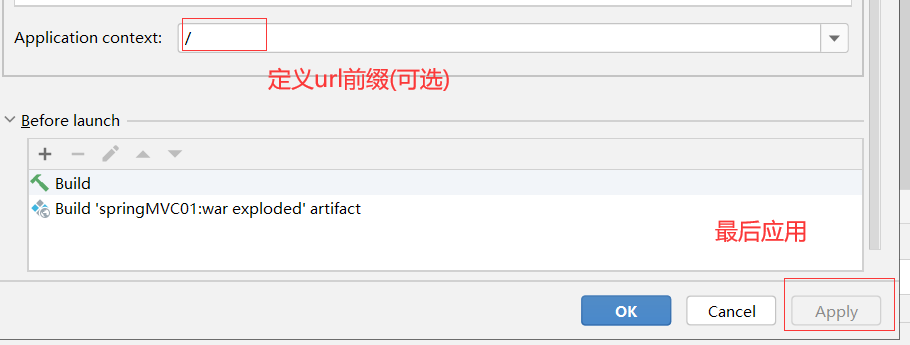 Application context:
/
定义url前缀(可选)
Before launch
Build
Build 'springMVC01:war exploded' artifact
最后应用
OK
Cancel
Apply